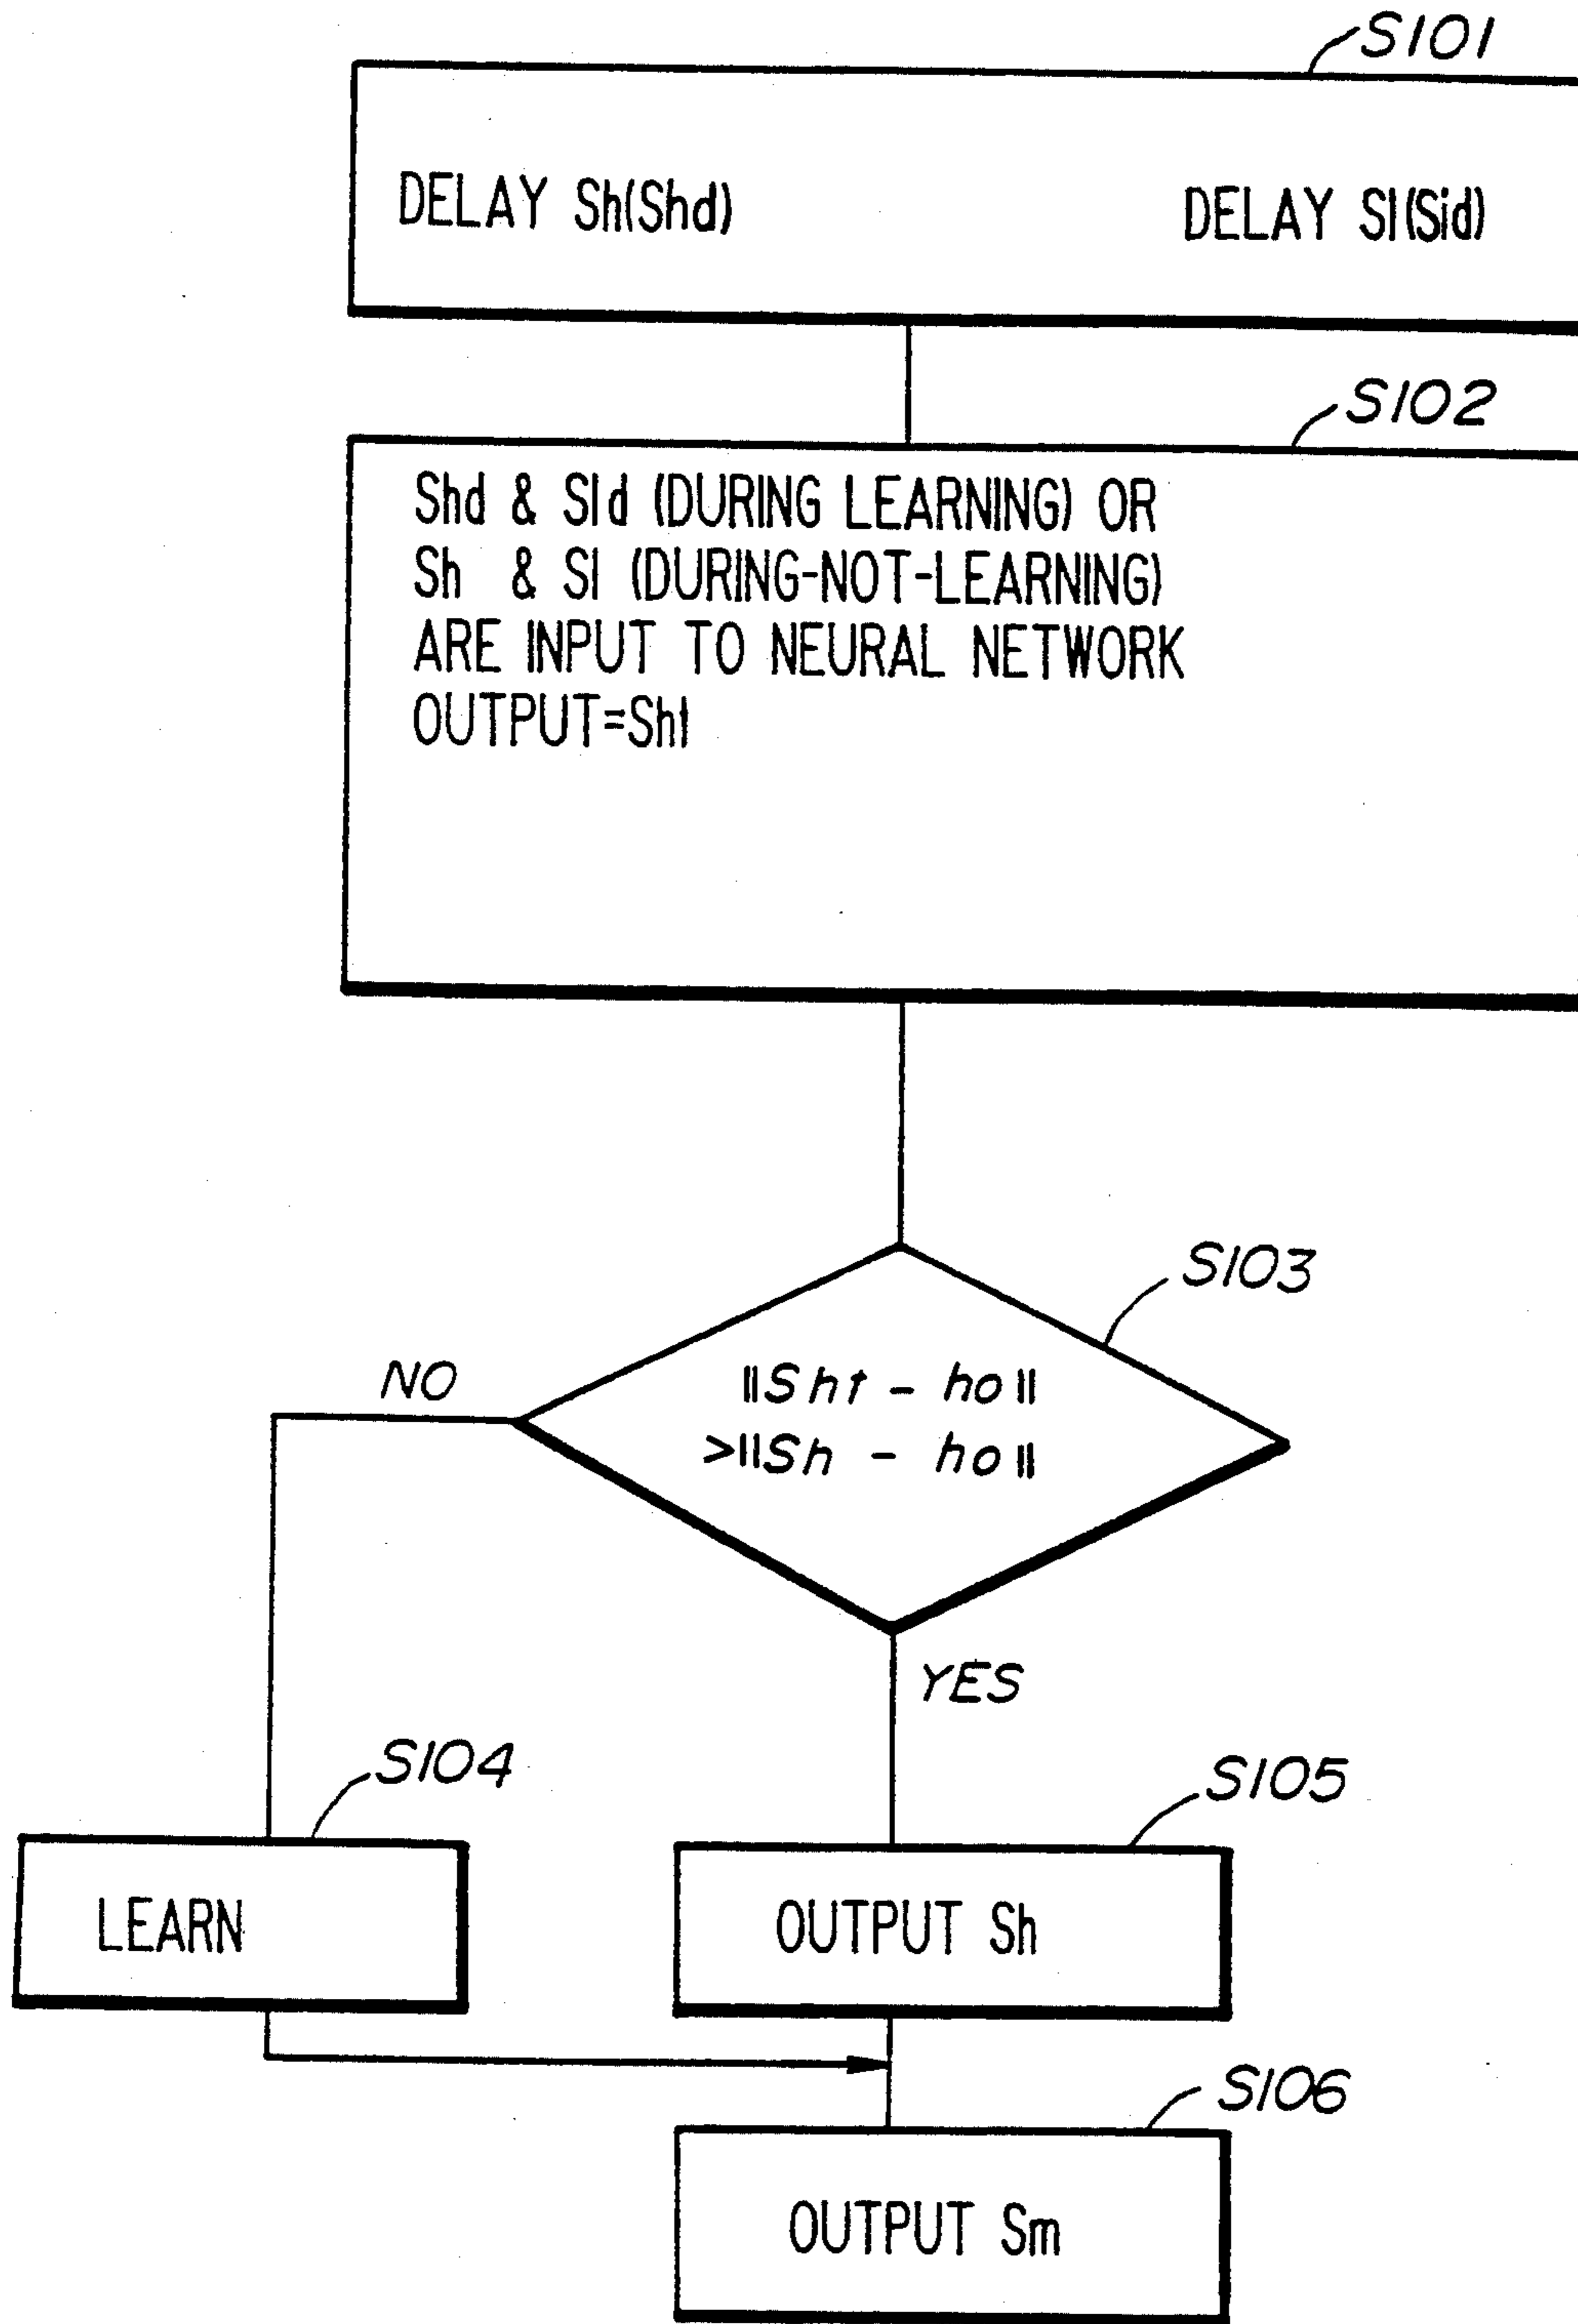 S101
DELAY Sh(Shd) DELAY Sl(Sid)
S102
Shd & Sld (DURING LEARNING) OR
Sh & Sl (DURING-NOT-LEARNING)
ARE INPUT TO NEURAL NETWORK
OUTPUT=Sht
S103
NO
||Sht - ho||
>||Sh - ho||
YES
S104
S105
LEARN
OUTPUT Sh
S106
OUTPUT Sm